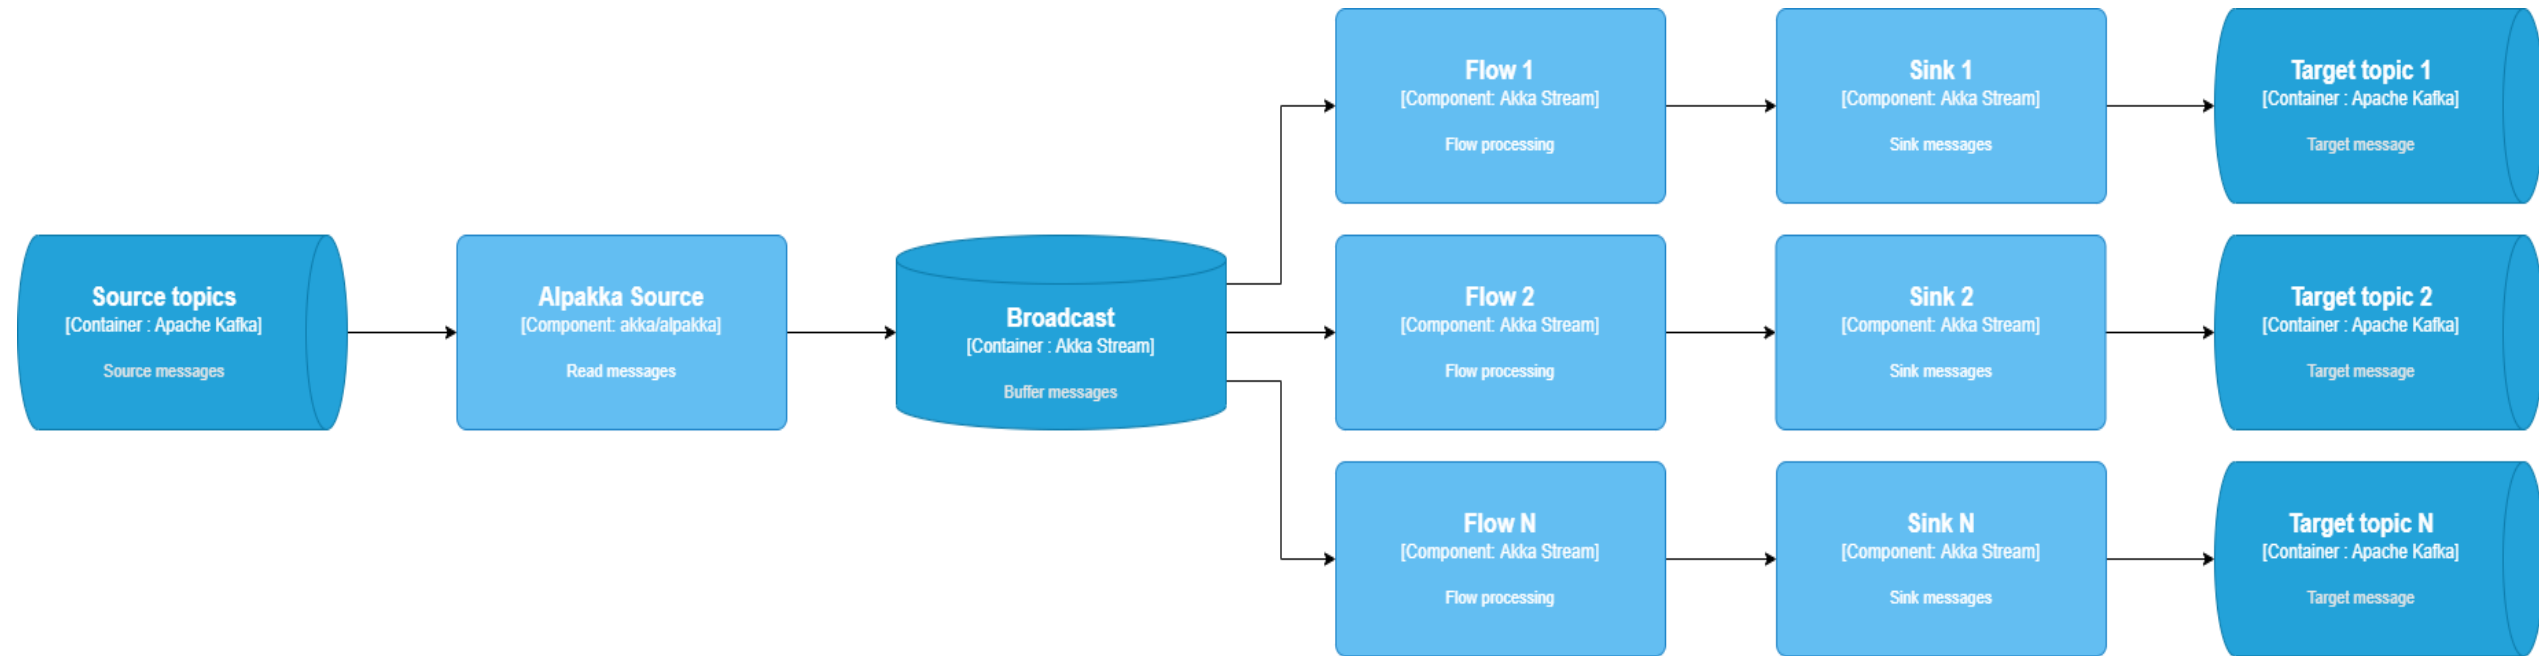 Source topics
[Container : Apache Kafka]
Source messages
Alpakka Source
[Component: akka/alpakka]
Read messages
Broadcast
[Container : Akka Stream]
Buffer messages
Flow 1
[Component: Akka Stream]
Flow processing
Sink 1
[Component: Akka Stream]
Sink messages
Target topic 1
[Container : Apache Kafka]
Target message
Flow 2
[Component: Akka Stream]
Flow processing
Sink 2
[Component: Akka Stream]
Sink messages
Target topic 2
[Container : Apache Kafka]
Target message
Flow N
[Component: Akka Stream]
Flow processing
Sink N
[Component: Akka Stream]
Sink messages
Target topic N
[Container : Apache Kafka]
Target message